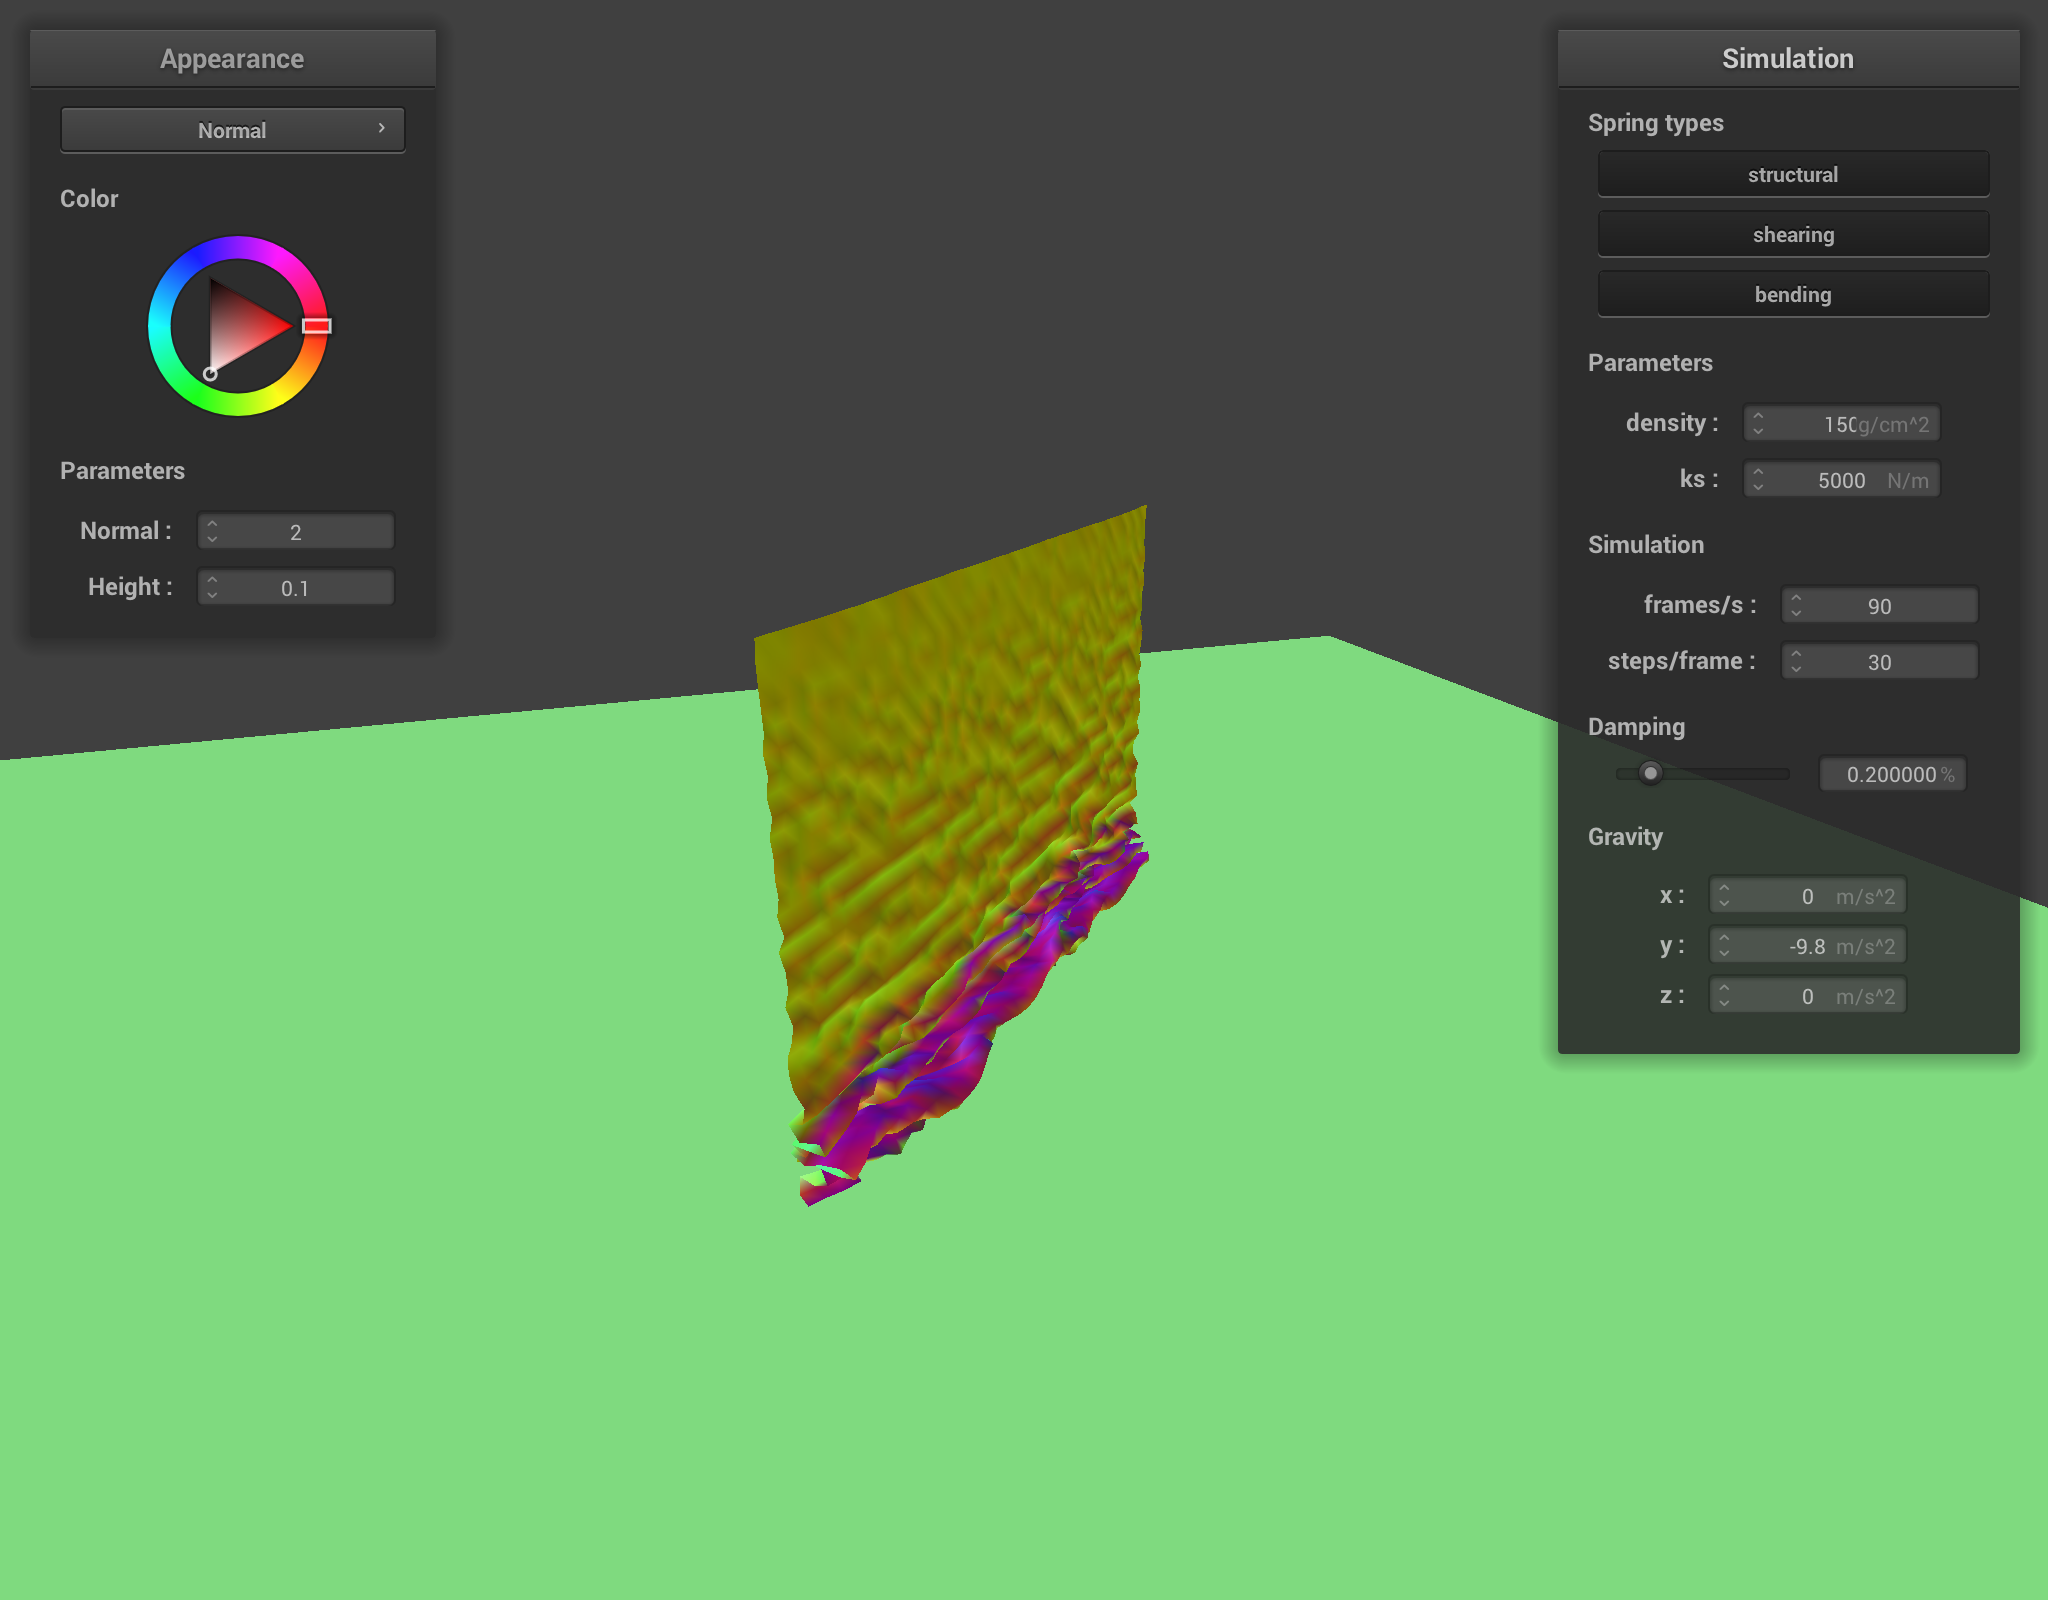 Appearance
Normal
Color
Parameters
Normal : 2
Height : 0.1
Simulation
Spring types
structural
shearing
bending
Parameters
density : g/cm^2
ks : 5000 N/m
Simulation
frames/s : 90
steps/frame : 30
Damping
0.200000 %
Gravity
x : 0 m/s^2
y : -9.8 m/s^2
z : 0 m/s^2